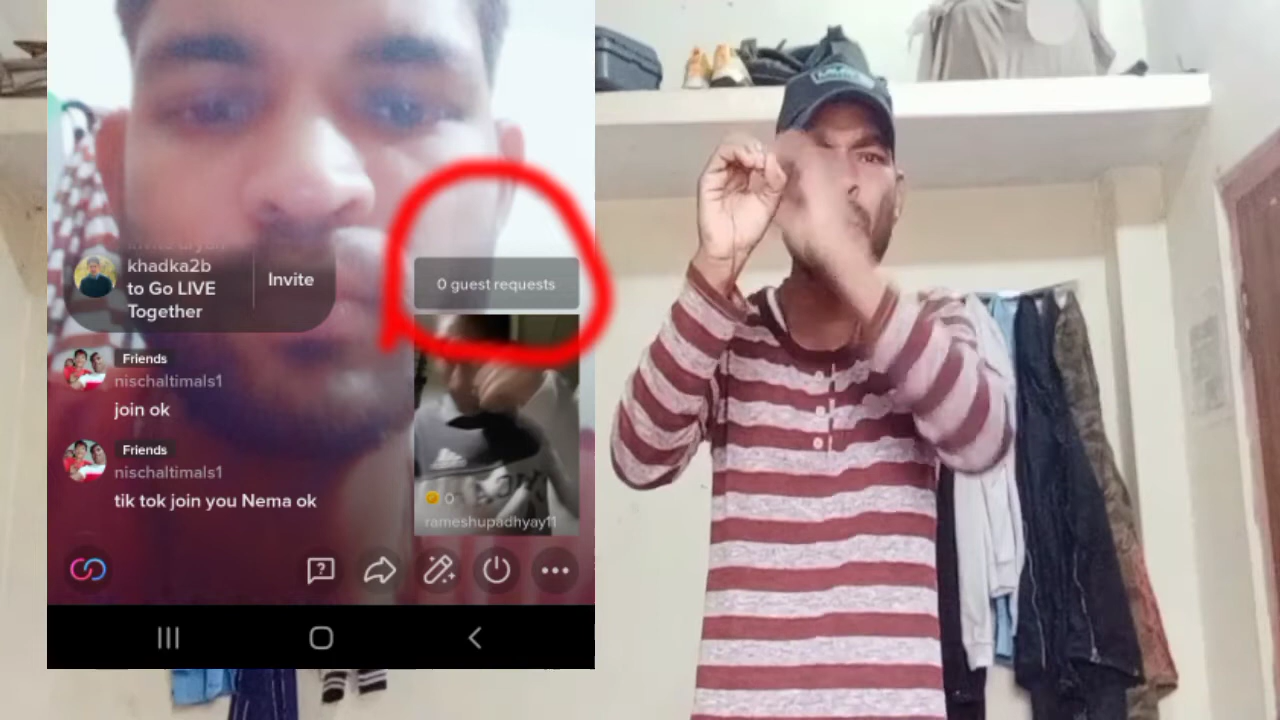 khadka2b
to Go LIVE
Together
Invite
0 guest requests
Friends
nischaltimals1
join ok
Friends
nischaltimals1
tik tok join you Nema ok
0
rameshupadhyay11
?